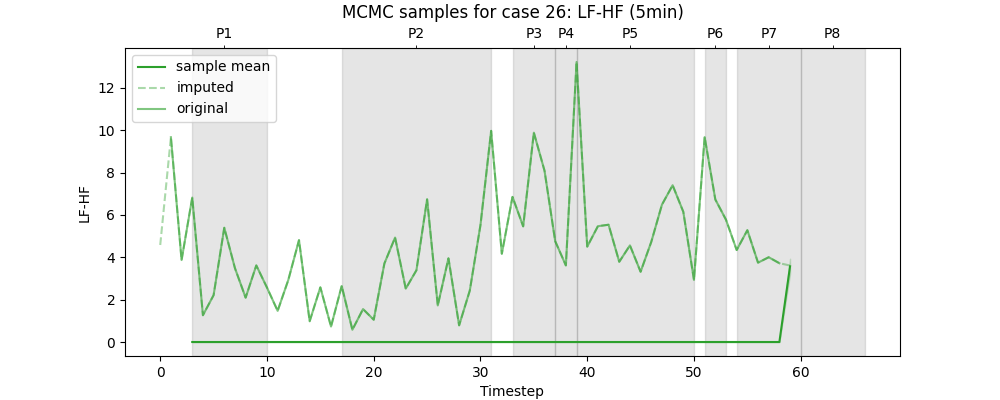 MCMC samples for case 26: LF-HF (5min)
P1 P2 P3 P4 P5 P6 P7 P8
sample mean
imputed
original
12
10
8
6
4
2
0
LF-HF
0 10 20 30 40 50 60
Timestep